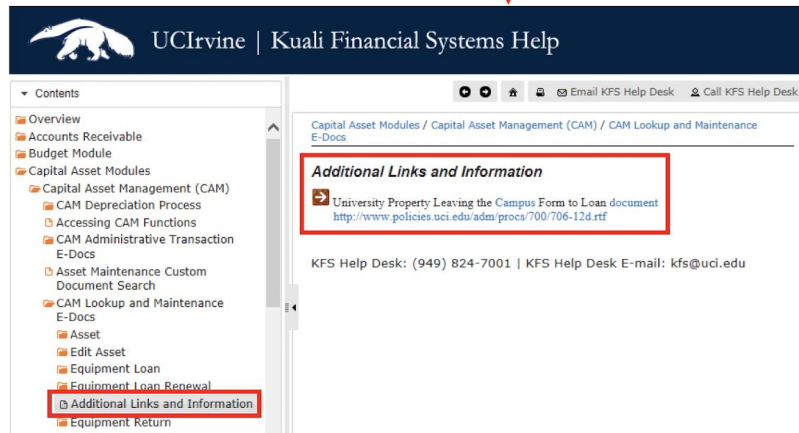 UCIrvine | Kuali Financial Systems Help
Contents
Email KFS Help Desk
Call KFS Help Desk
Overview
Accounts Receivable
Budget Module
Capital Asset Modules
Capital Asset Management (CAM)
CAM Depreciation Process
Accessing CAM Functions
CAM Administrative Transaction
E-Docs
Asset Maintenance Custom
Document Search
CAM Lookup and Maintenance
E-Docs
Asset
Edit Asset
Equipment Loan
Equipment Loan Renewal
Additional Links and Information
Equipment Return
Capital Asset Modules / Capital Asset Management (CAM) / CAM Lookup and Maintenance
E-Docs
Additional Links and Information
University Property Leaving the Campus Form to Loan document
http://www.policies.uci.edu/adm/procs/700/706-12d.rtf
KFS Help Desk: (949) 824-7001 | KFS Help Desk E-mail: kfs@uci.edu